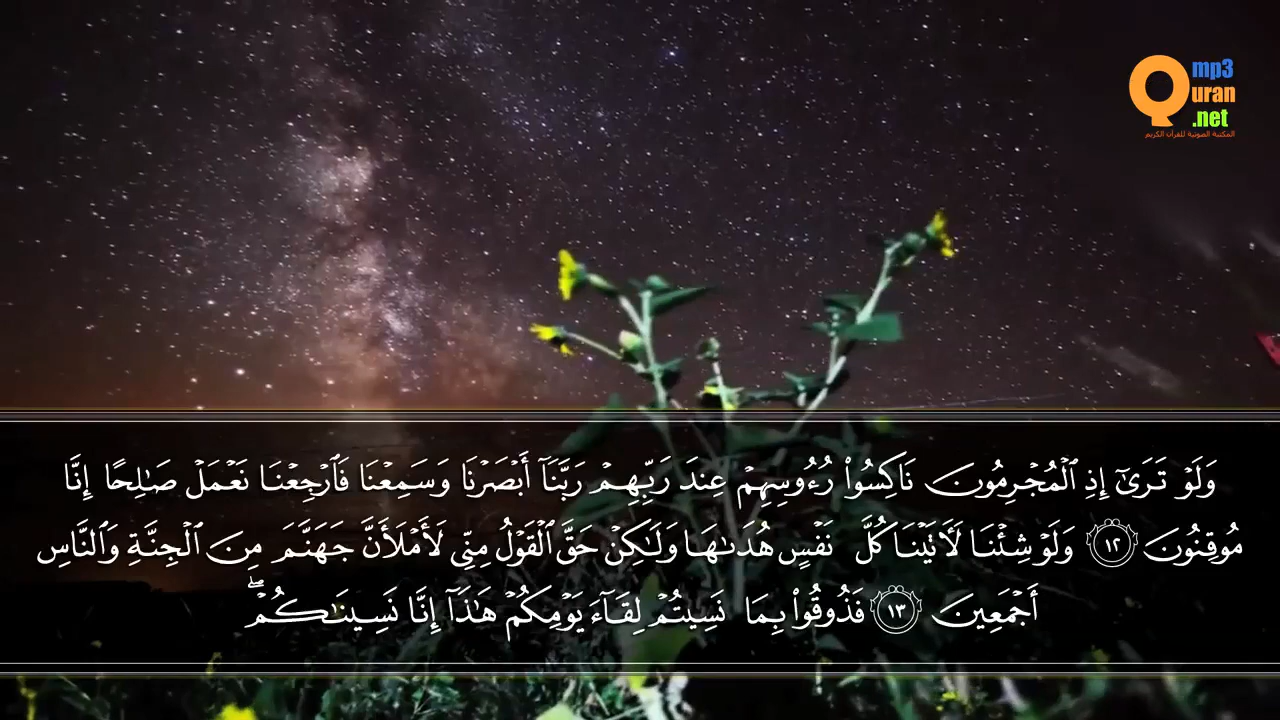 mp3
Quran
.net
المكتبة الصوتية للقرآن الكريم
وَلَوۡ تَرَىٰٓ إِذِ ٱلۡمُجۡرِمُونَ نَاكِسُواْ رُءُوسِهِمۡ عِندَ رَبِّهِمۡ رَبَّنَآ أَبۡصَرۡنَا وَسَمِعۡنَا فَٱرۡجِعۡنَا نَعۡمَلۡ صَٰلِحًا إِنَّا
مُوقِنُونَ ١٢ وَلَوۡ شِئۡنَا لَأٓتَيۡنَا كُلَّ نَفۡسٍ هُدَىٰهَا وَلَٰكِنۡ حَقَّ ٱلۡقَوۡلُ مِنِّي لَأَمۡلَأَنَّ جَهَنَّمَ مِنَ ٱلۡجِنَّةِ وَٱلنَّاسِ
أَجۡمَعِينَ ١٣ فَذُوقُواْ بِمَا نَسِيتُمۡ لِقَآءَ يَوۡمِكُمۡ هَٰذَآ إِنَّا نَسِينَٰكُمۡۖ